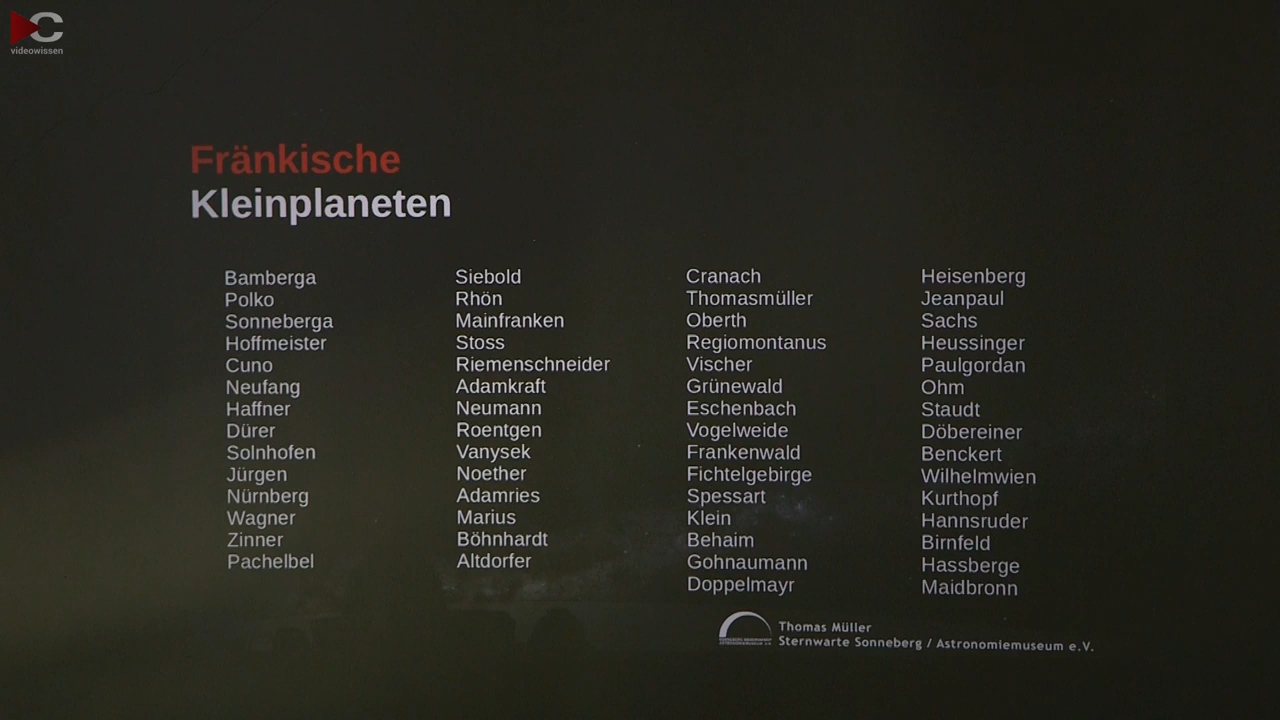 videowissen
Fränkische
Kleinplaneten
Bamberga
Polko
Sonneberga
Hoffmeister
Cuno
Neufang
Haffner
Dürer
Solnhofen
Jürgen
Nürnberg
Wagner
Zinner
Pachelbel
Siebold
Rhön
Mainfranken
Stoss
Riemenschneider
Adamkraft
Neumann
Roentgen
Vanysek
Noether
Adamries
Marius
Böhnhardt
Altdorfer
Cranach
Thomasmüller
Oberth
Regiomontanus
Vischer
Grünewald
Eschenbach
Vogelweide
Frankenwald
Fichtelgebirge
Spessart
Klein
Behaim
Gohnaumann
Doppelmayr
Heisenberg
Jeanpaul
Sachs
Heussinger
Paulgordan
Ohm
Staudt
Döbereiner
Benckert
Wilhelmwien
Kurthopf
Hannsruder
Birnfeld
Hassberge
Maidbronn
Thomas Müller
Sternwarte Sonneberg / Astronomiemuseum e.V.